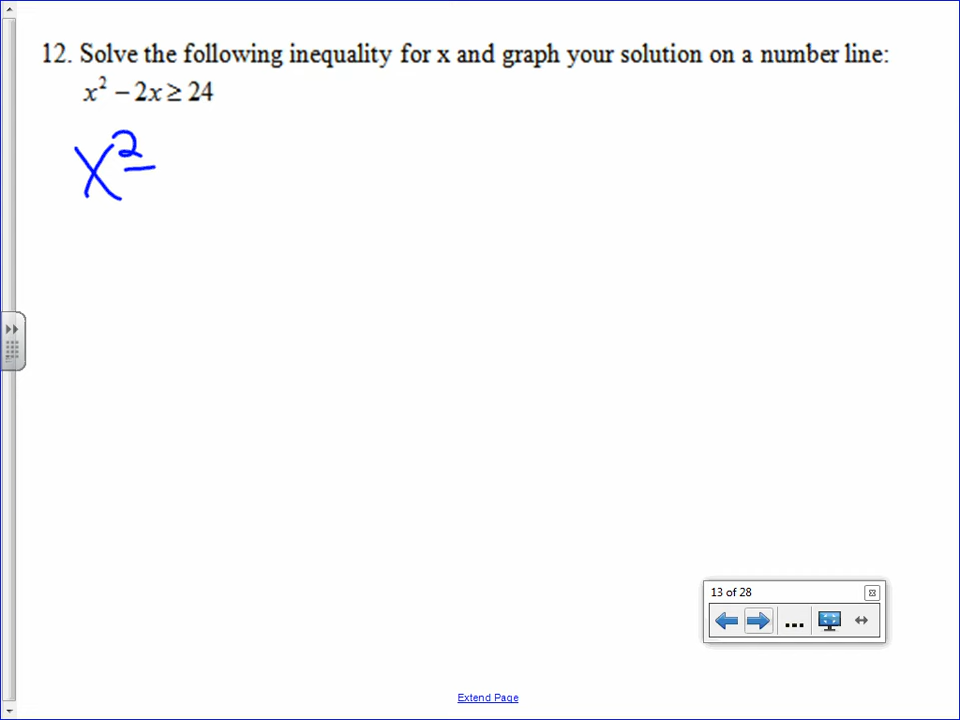 12. Solve the following inequality for x and graph your solution on a number line:
x² − 2x ≥ 24
x² −
13 of 28
...
Extend Page